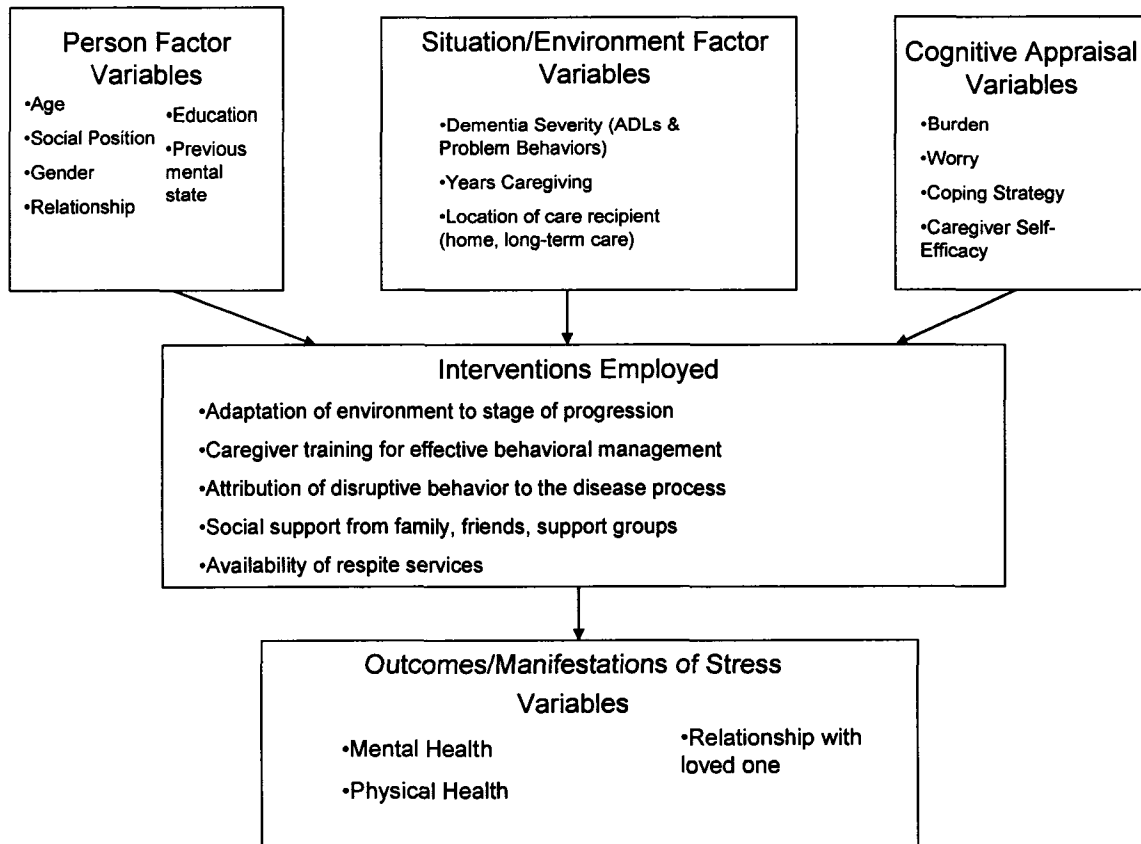 Person Factor
Variables
•Age
•Social Position
•Gender
•Relationship
•Education
•Previous
mental
state
Situation/Environment Factor
Variables
•Dementia Severity (ADLs &
Problem Behaviors)
•Years Caregiving
•Location of care recipient
(home, long-term care)
Cognitive Appraisal
Variables
•Burden
•Worry
•Coping Strategy
•Caregiver Self-
Efficacy
Interventions Employed
•Adaptation of environment to stage of progression
•Caregiver training for effective behavioral management
•Attribution of disruptive behavior to the disease process
•Social support from family, friends, support groups
•Availability of respite services
Outcomes/Manifestations of Stress
Variables
•Mental Health
•Physical Health
•Relationship with
loved one